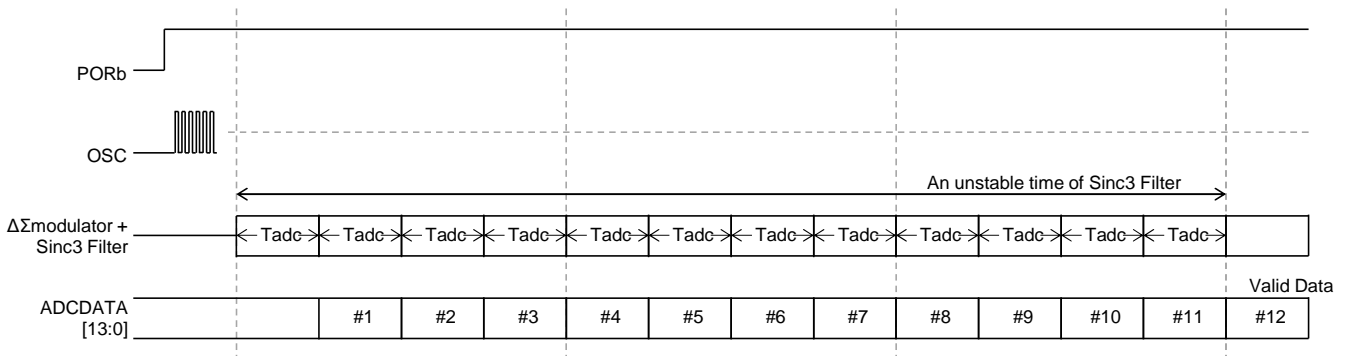 PORb
OSC
An unstable time of Sinc3 Filter
ΔΣmodulator +
Sinc3 Filter
Tadc Tadc Tadc Tadc Tadc Tadc Tadc Tadc Tadc Tadc Tadc Tadc
Valid Data
ADCDATA
[13:0]
#1 #2 #3 #4 #5 #6 #7 #8 #9 #10 #11 #12